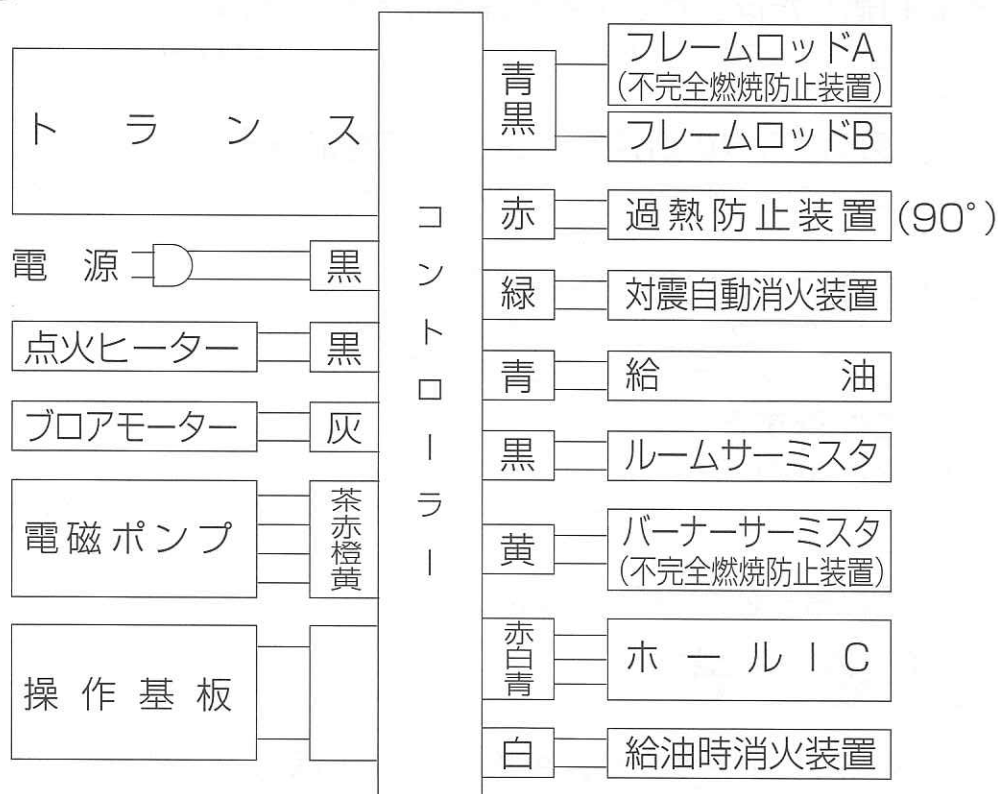 トランス
電源
黒
点火ヒーター
黒
ブロアモーター
灰
電磁ポンプ
茶
赤
橙
黄
操作基板
コントローラー
青
黒
フレームロッドA
(不完全燃焼防止装置)
フレームロッドB
赤
過熱防止装置
(90°)
緑
対震自動消火装置
青
給油
黒
ルームサーミスタ
黄
バーナーサーミスタ
(不完全燃焼防止装置)
赤
白
青
ホールIC
白
給油時消火装置